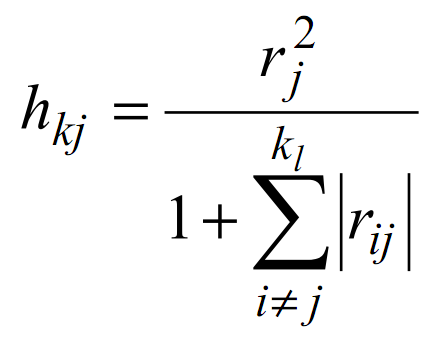 h_{kj} = \frac{r_j^2}{1 + \sum_{i \neq j}^{k_l} |r_{ij}|}